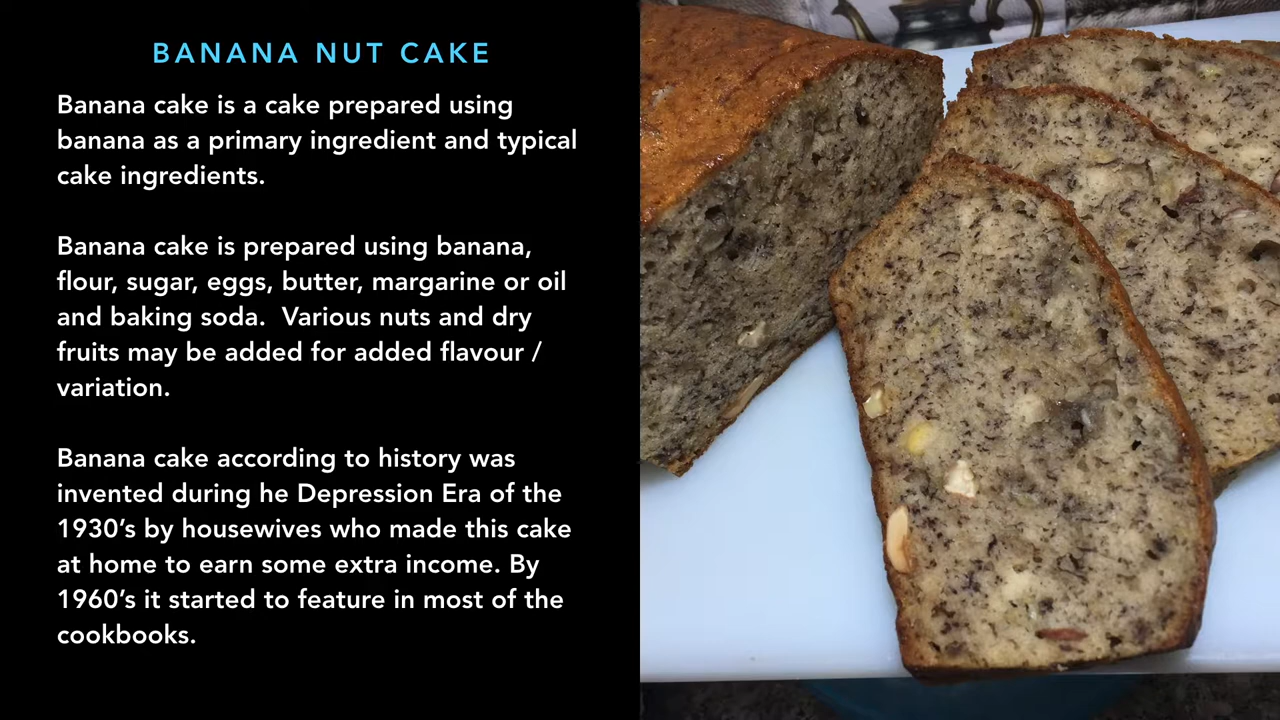 BANANA NUT CAKE
Banana cake is a cake prepared using
banana as a primary ingredient and typical
cake ingredients.
Banana cake is prepared using banana,
flour, sugar, eggs, butter, margarine or oil
and baking soda.  Various nuts and dry
fruits may be added for added flavour /
variation.
Banana cake according to history was
invented during he Depression Era of the
1930’s by housewives who made this cake
at home to earn some extra income. By
1960’s it started to feature in most of the
cookbooks.